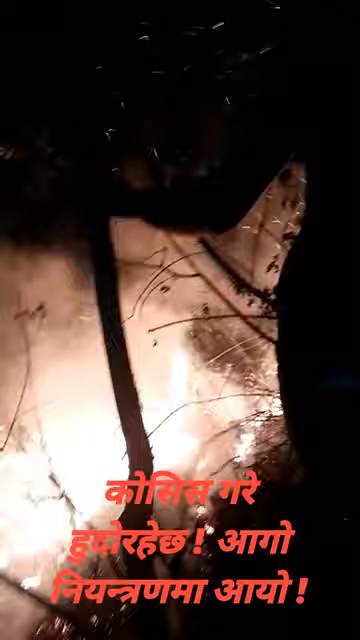 कोसिस गरे
हुदोरहेछ ! आगो
नियन्त्रणमा आयो !